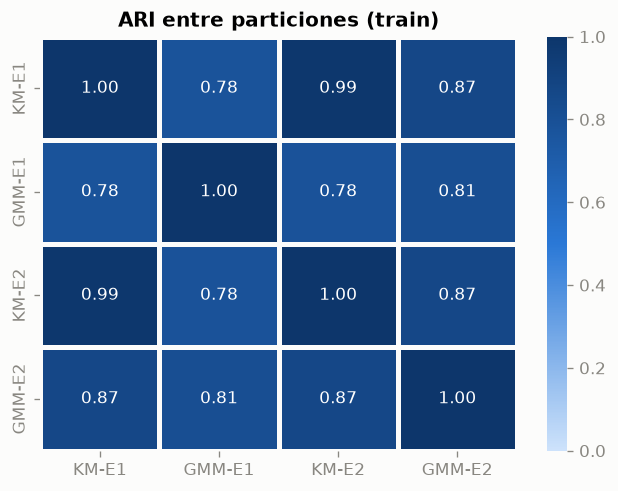 ARI entre particiones (train)
KM-E1
1.00 0.78 0.99 0.87
GMM-E1
0.78 1.00 0.78 0.81
KM-E2
0.99 0.78 1.00 0.87
GMM-E2
0.87 0.81 0.87 1.00
KM-E1 GMM-E1 KM-E2 GMM-E2
1.0
0.8
0.6
0.4
0.2
0.0